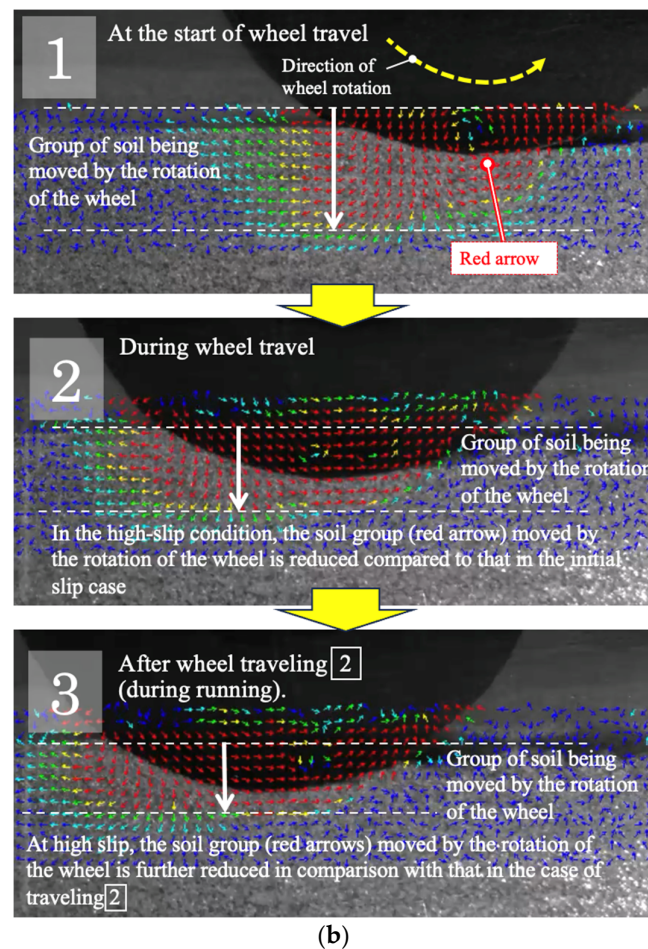 1
At the start of wheel travel
Direction of
wheel rotation
Group of soil being
moved by the rotation
of the wheel
Red arrow
2
During wheel travel
Group of soil being
moved by the rotation
of the wheel
In the high-slip condition, the soil group (red arrow) moved by
the rotation of the wheel is reduced compared to that in the initial
slip case
3
After wheel traveling 2
(during running).
Group of soil being
moved by the rotation
of the wheel
At high slip, the soil group (red arrows) moved by the rotation of
the wheel is further reduced in comparison with that in the case of
traveling 2
(b)